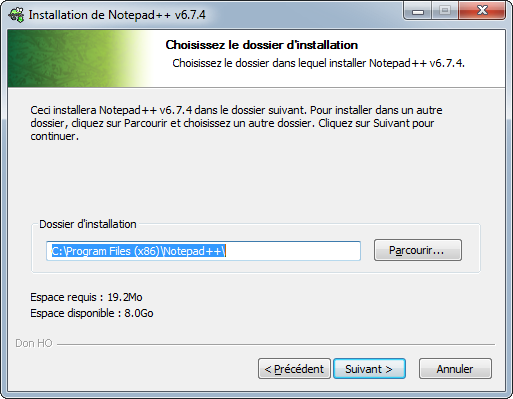 Installation de Notepad++ v6.7.4
Choisissez le dossier d'installation
Choisissez le dossier dans lequel installer Notepad++ v6.7.4.
Ceci installera Notepad++ v6.7.4 dans le dossier suivant. Pour installer dans un autre
dossier, cliquez sur Parcourir et choisissez un autre dossier. Cliquez sur Suivant pour
continuer.
Dossier d'installation
C:\Program Files (x86)\Notepad++\
Parcourir...
Espace requis : 19.2Mo
Espace disponible : 8.0Go
Don HO
< Précédent
Suivant >
Annuler